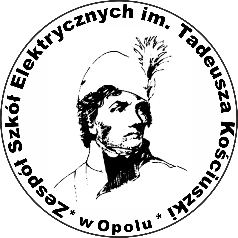 Zespół Szkół Elektrycznych im. Tadeusza Kościuszki
* w Opolu *